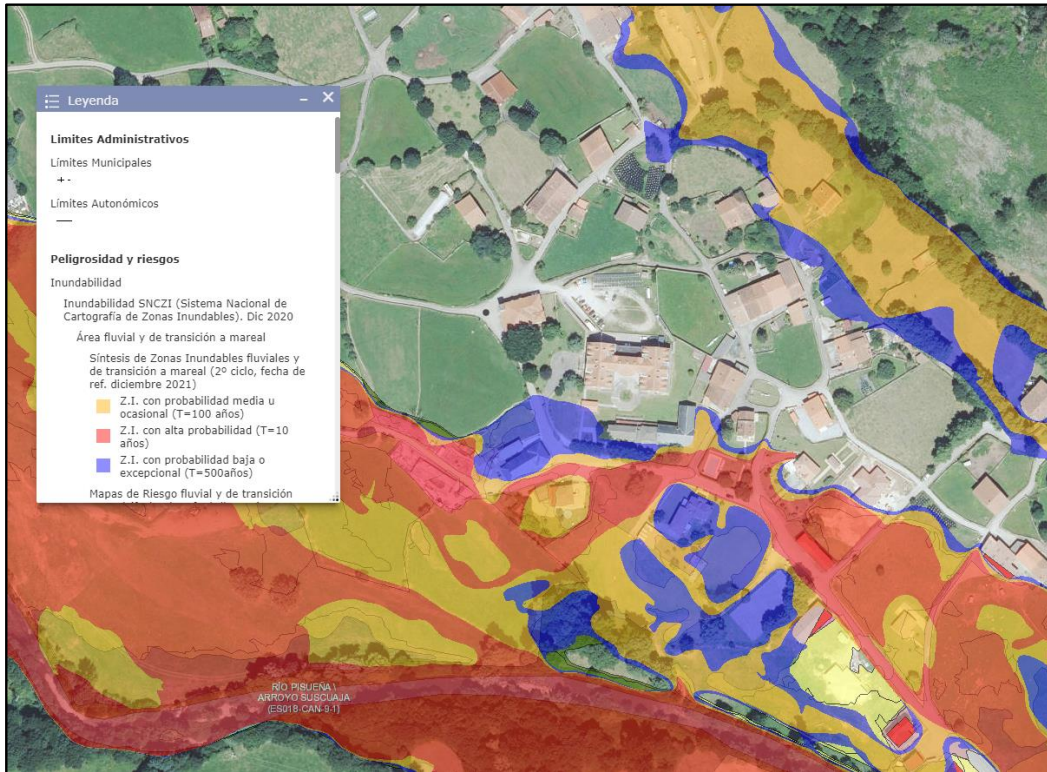 Leyenda
Limites Administrativos
Límites Municipales
Límites Autonómicos
Peligrosidad y riesgos
Inundabilidad
Inundabilidad SNCZI (Sistema Nacional de
Cartografía de Zonas Inundables). Dic 2020
Área fluvial y de transición a mareal
Síntesis de Zonas Inundables fluviales y
de transición a mareal (2º ciclo, fecha de
ref. diciembre 2021)
Z.I. con probabilidad media u
ocasional (T=100 años)
Z.I. con alta probabilidad (T=10
años)
Z.I. con probabilidad baja o
excepcional (T=500años)
Mapas de Riesgo fluvial y de transición
RÍO PISUEÑA \
ARROYO SUSCUAJA
(ES018-CAN-9-1)